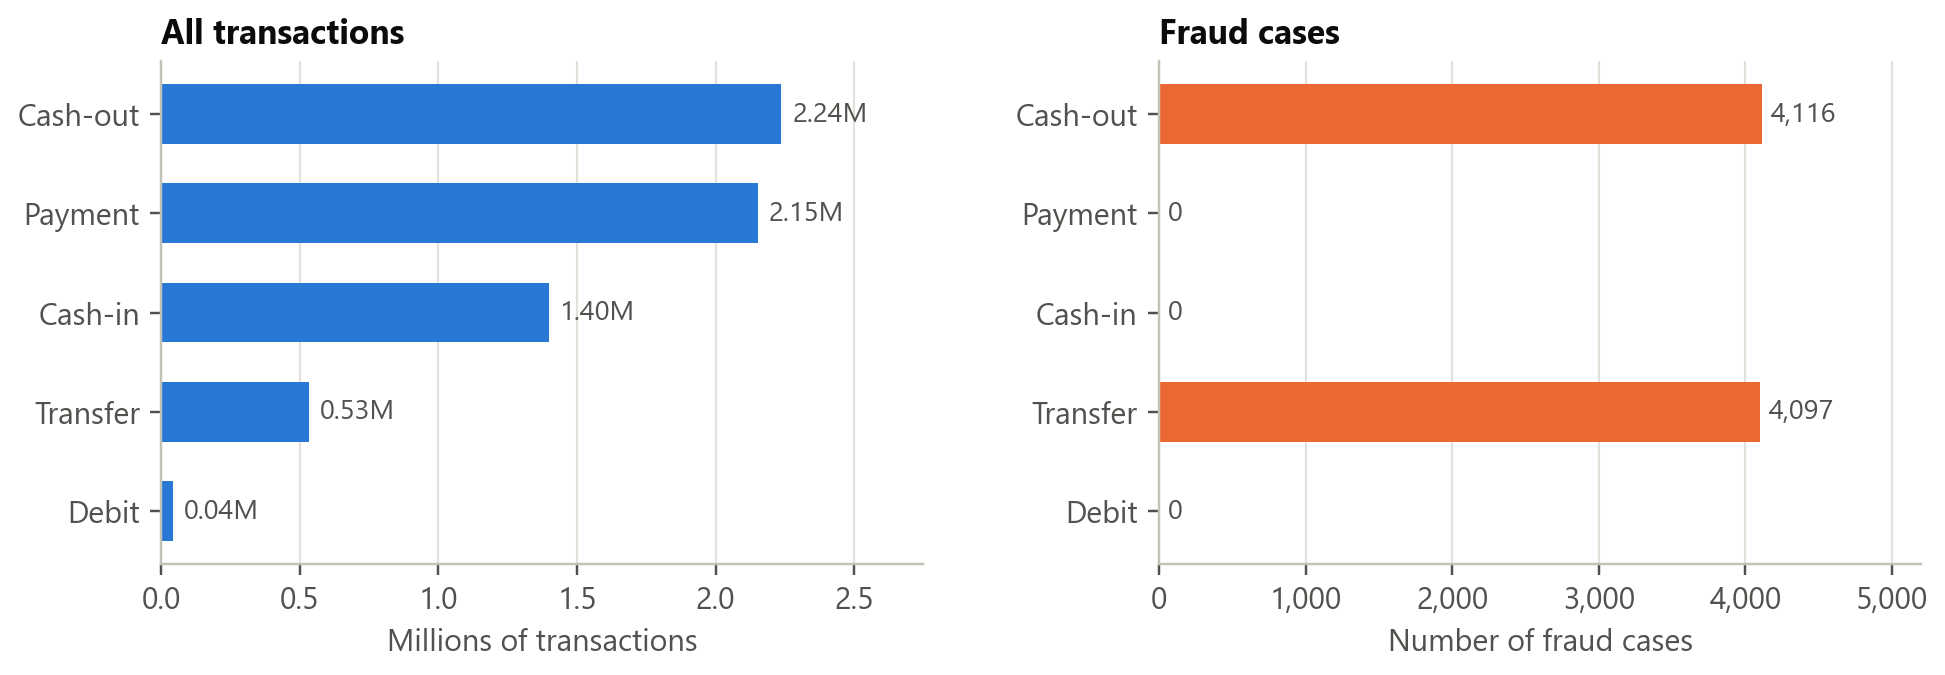 All transactions
Cash-out
2.24M
Payment
2.15M
Cash-in
1.40M
Transfer
0.53M
Debit
0.04M
0.0 0.5 1.0 1.5 2.0 2.5
Millions of transactions
Fraud cases
Cash-out
4,116
Payment
0
Cash-in
0
Transfer
4,097
Debit
0
0 1,000 2,000 3,000 4,000 5,000
Number of fraud cases